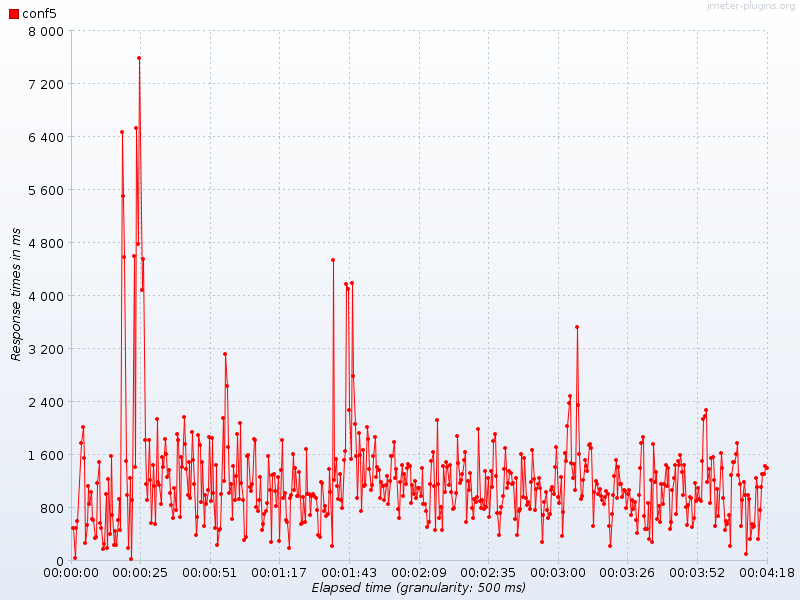 jmeter-plugins.org
conf5
8 000
7 200
6 400
5 600
4 800
4 000
3 200
2 400
1 600
800
0
Response times in ms
00:00:00 00:00:25 00:00:51 00:01:17 00:01:43 00:02:09 00:02:35 00:03:00 00:03:26 00:03:52 00:04:18
Elapsed time (granularity: 500 ms)